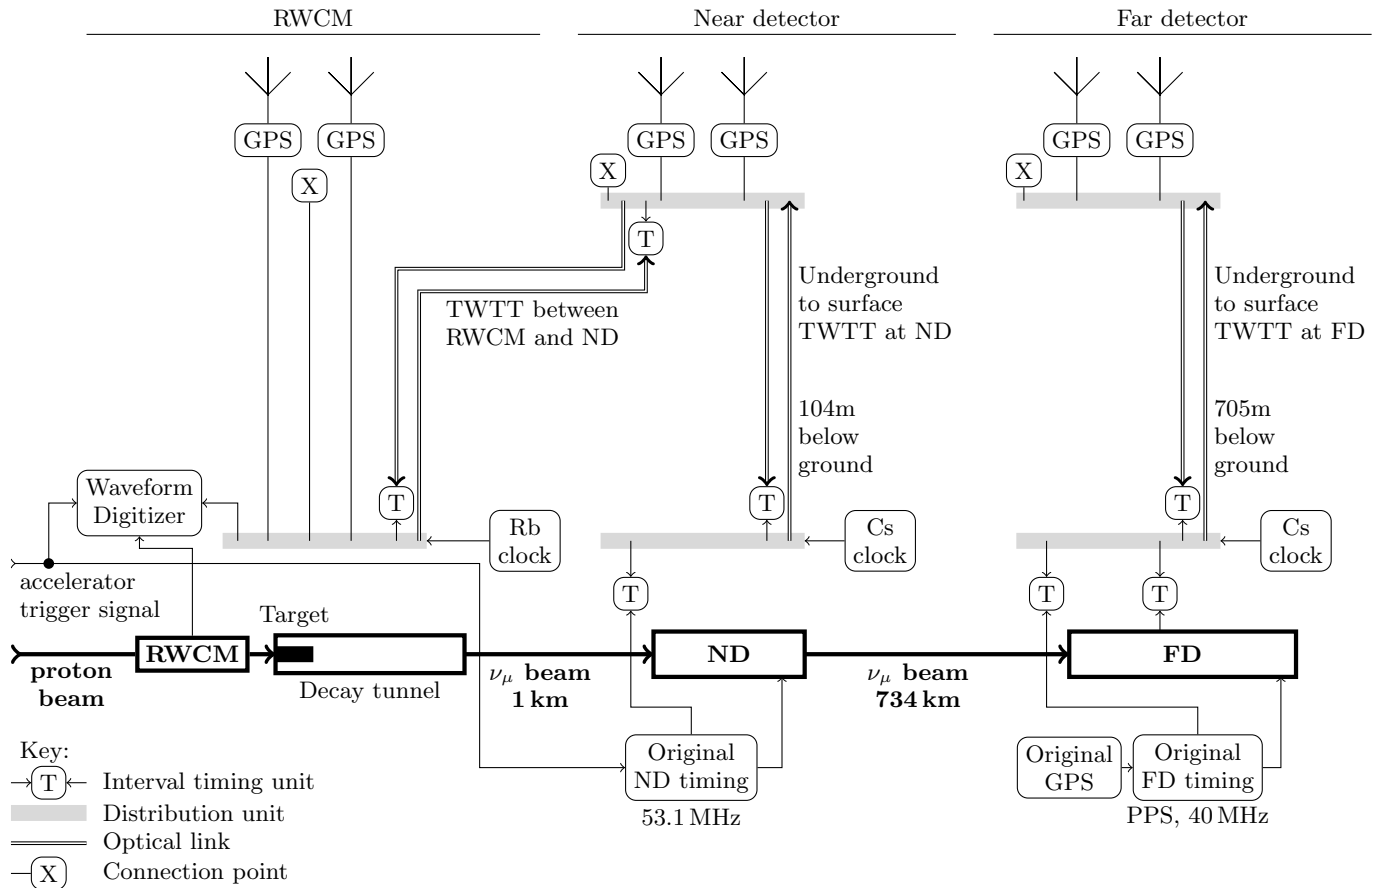 RWCM
Near detector
Far detector
GPS
GPS
GPS
GPS
GPS
GPS
X
X
X
T
TWTT between
RWCM and ND
Underground
to surface
TWTT at ND
Underground
to surface
TWTT at FD
104m
below
ground
705m
below
ground
Waveform
Digitizer
T
T
T
Rb
clock
Cs
clock
Cs
clock
accelerator
trigger signal
T
T
T
Target
RWCM
ND
FD
proton
beam
Decay tunnel
νμ beam
1 km
νμ beam
734 km
Original
ND timing
53.1 MHz
Original
GPS
Original
FD timing
PPS, 40 MHz
Key:
T Interval timing unit
Distribution unit
Optical link
X Connection point